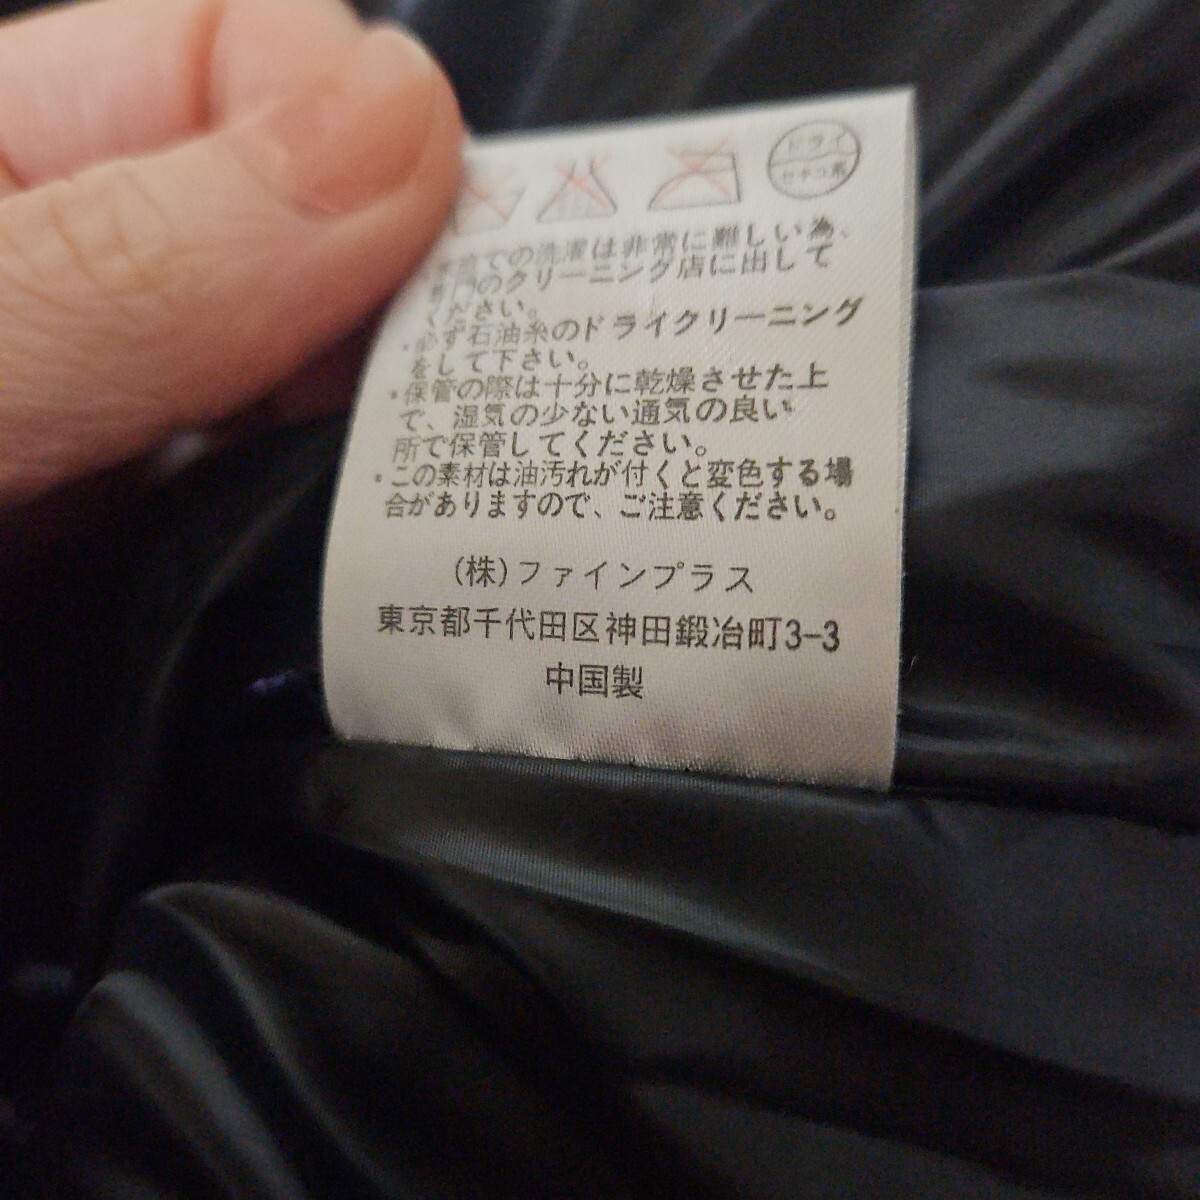 ドライ
セキユ系
での洗濯は非常に難しい為、
門のクリーニング店に出して
ください。
・必ず石油糸のドライクリーニング
をして下さい。
・保管の際は十分に乾燥させた上
で、湿気の少ない通気の良い
所で保管してください。
・この素材は油汚れが付くと変色する場
合がありますので、ご注意ください。
(株)ファインプラス
東京都千代田区神田鍛冶町3-3
中国製